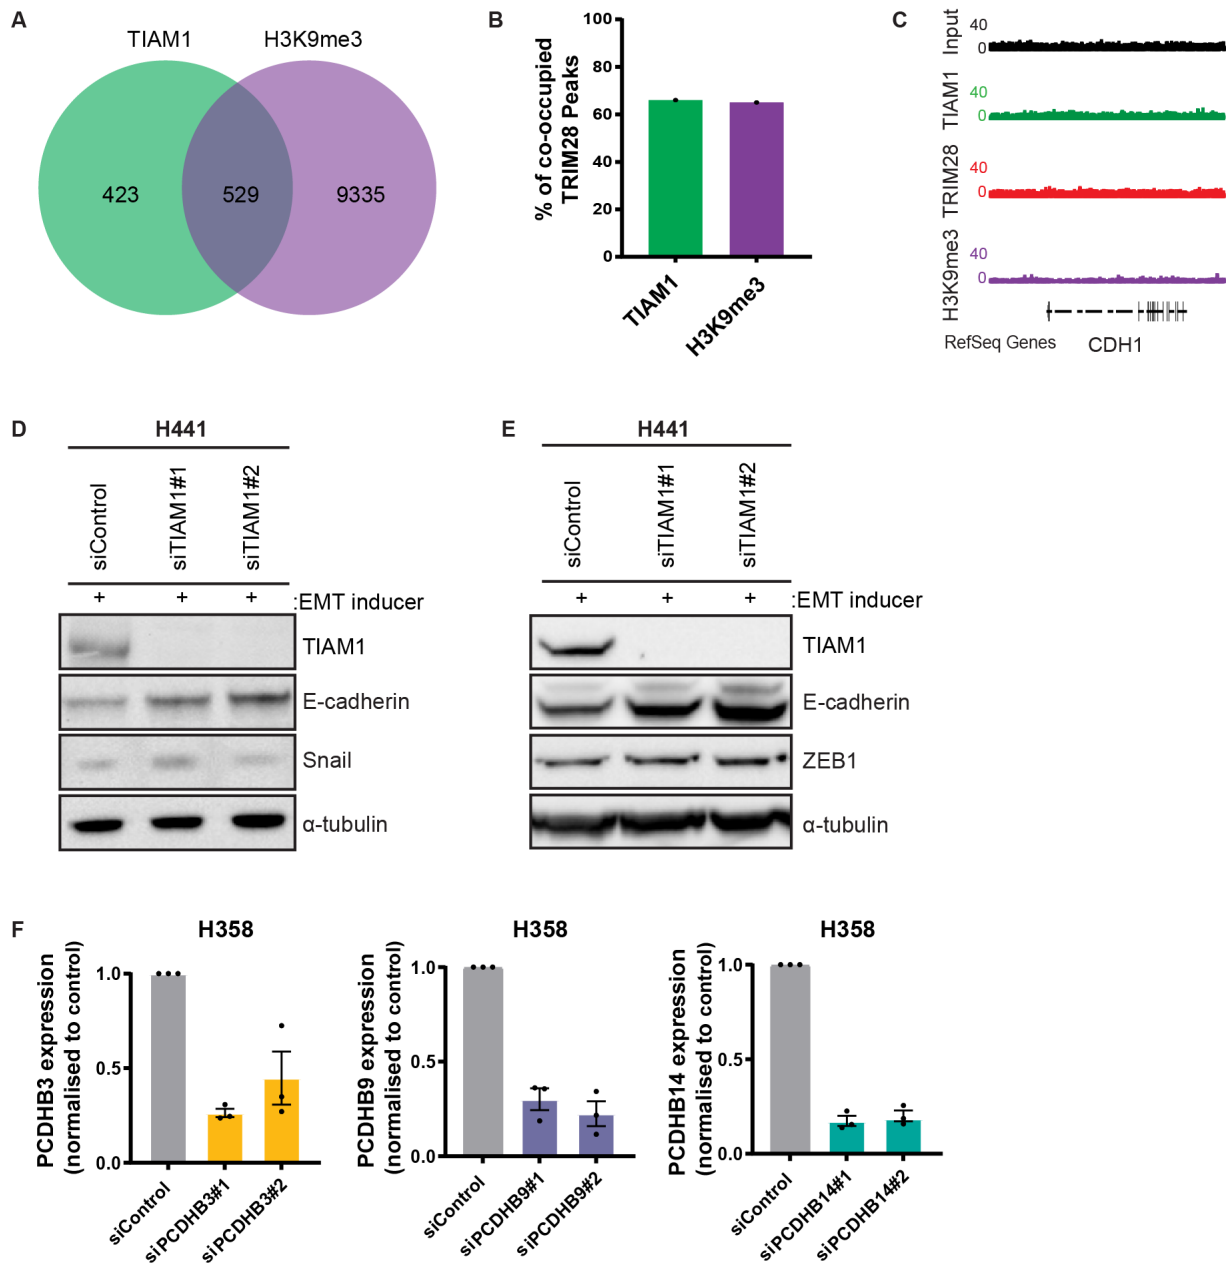 A
TIAM1
H3K9me3
423
529
9335
B
% of co-occupied
TRIM28 Peaks
100
80
60
40
20
0
TIAM1
H3K9me3
C
Input
40
0
TIAM1
40
0
TRIM28
40
0
H3K9me3
40
0
RefSeq Genes
CDH1
D
H441
siControl
siTIAM1#1
siTIAM1#2
+ + + :EMT inducer
TIAM1
E-cadherin
Snail
α-tubulin
E
H441
siControl
siTIAM1#1
siTIAM1#2
+ + + :EMT inducer
TIAM1
E-cadherin
ZEB1
α-tubulin
F
H358
PCDHB3 expression
(normalised to control)
1.0
0.5
0.0
siControl
siPCDHB3#1
siPCDHB3#2
H358
PCDHB9 expression
(normalised to control)
1.0
0.5
0.0
siControl
siPCDHB9#1
siPCDHB9#2
H358
PCDHB14 expression
(normalised to control)
1.0
0.5
0.0
siControl
siPCDHB14#1
siPCDHB14#2